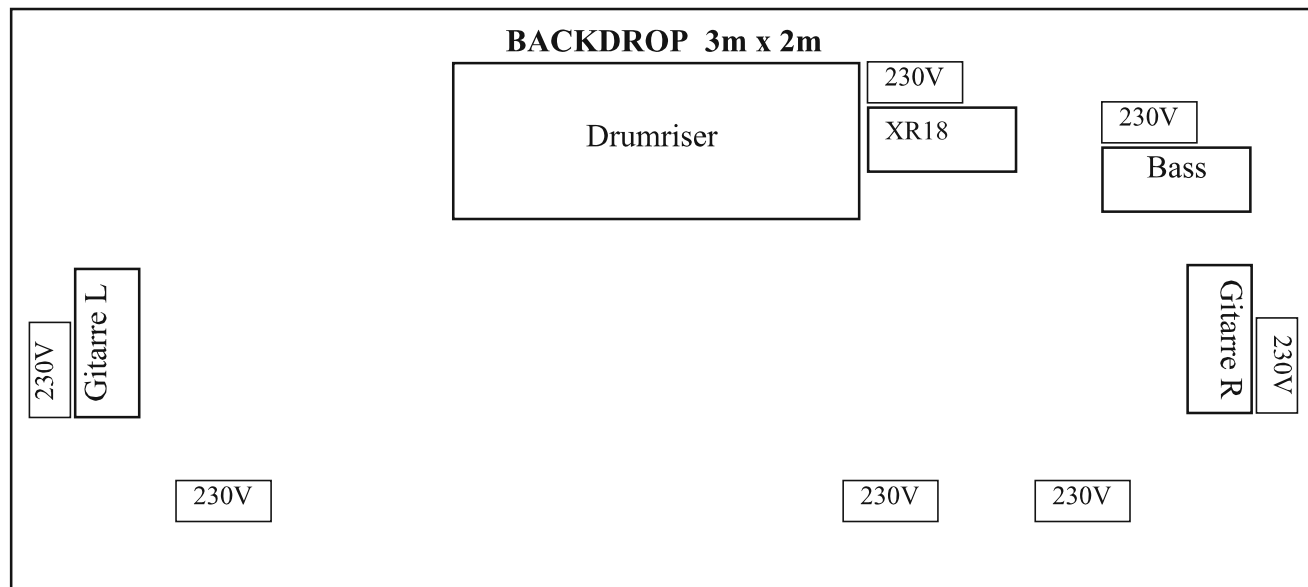 BACKDROP 3m x 2m
230V
Drumriser
XR18
230V
Bass
Gitarre L
230V
Gitarre R
230V
230V
230V
230V